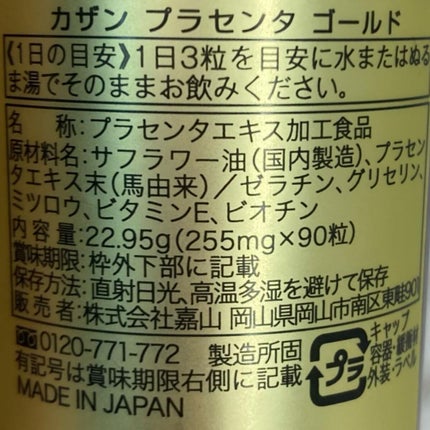 カザン プラセンタ ゴールド
《1日の目安》1日3粒を目安に水またはぬる
ま湯でそのままお飲みください。
名　　称:プラセンタエキス加工食品
原材料名:サフラワー油(国内製造)、プラセン
タエキス末(馬由来)/ゼラチン、グリセリン、
ミツロウ、ビタミンE、ビオチン
内 容 量:22.95g(255mg×90粒)
賞味期限:枠外下部に記載
保存方法:直射日光、高温多湿を避けて保存
販 売 者:株式会社嘉山 岡山県岡山市南区東畦901
0120-771-772 製造所固
有記号は賞味期限右側に記載
MADE IN JAPAN
プラ
キャップ
容器・緩衝材
外装・ラベル